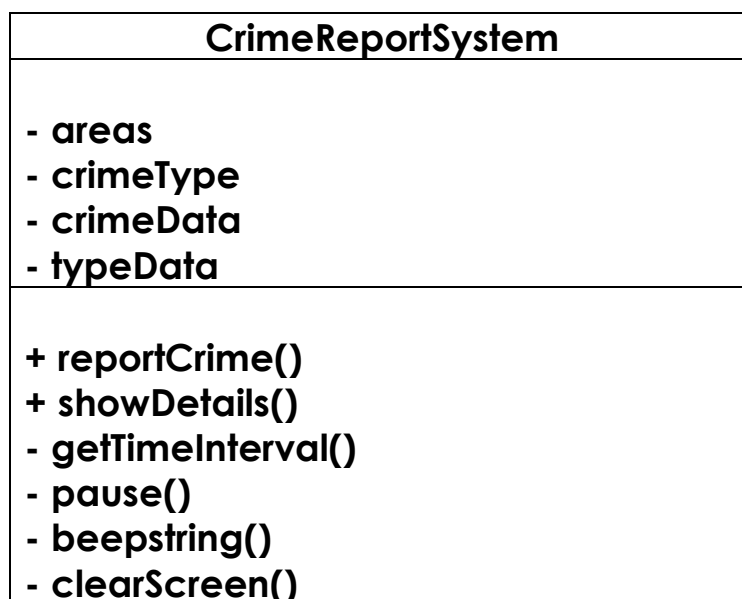 CrimeReportSystem
- areas
- crimeType
- crimeData
- typeData
+ reportCrime()
+ showDetails()
- getTimeInterval()
- pause()
- beepstring()
- clearScreen()